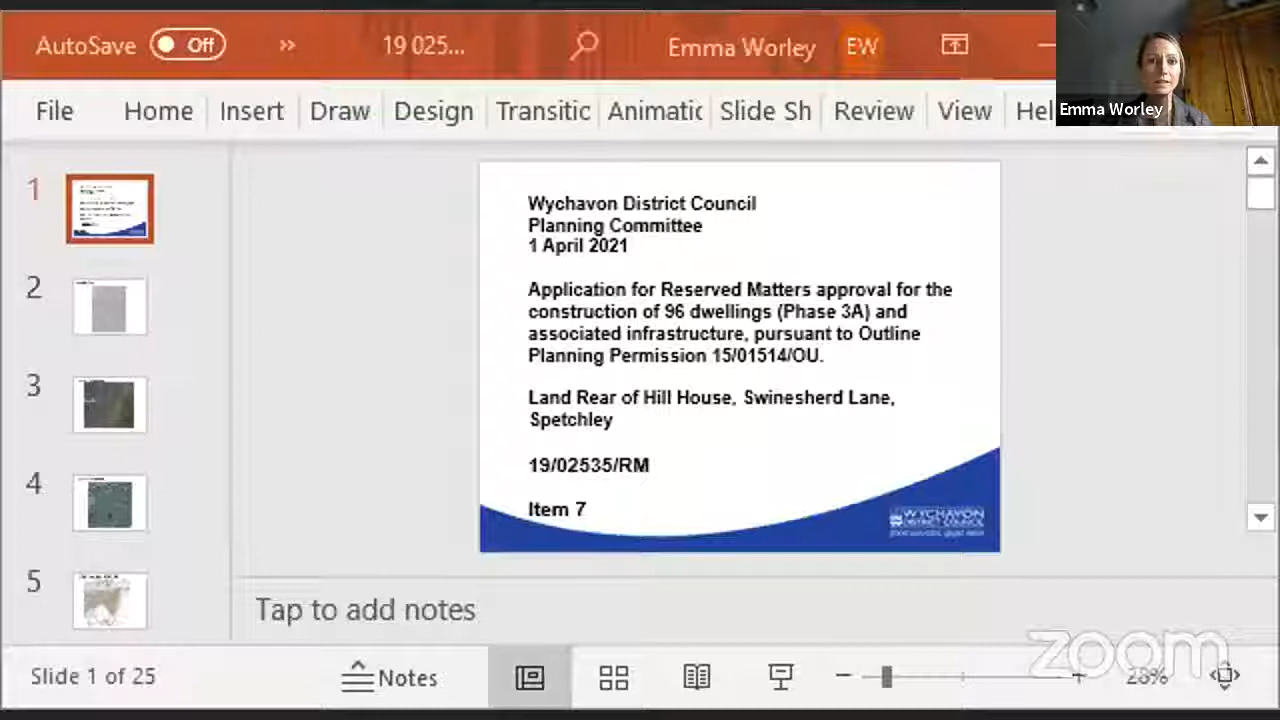 AutoSave Off 19 025... Emma Worley EW
Emma Worley
File Home Insert Draw Design Transitic Animatic Slide Sh Review View Hel
1
2
3
4
5
Wychavon District Council
Planning Committee
1 April 2021
Application for Reserved Matters approval for the
construction of 96 dwellings (Phase 3A) and
associated infrastructure, pursuant to Outline
Planning Permission 15/01514/OU.
Land Rear of Hill House, Swinesherd Lane,
Spetchley
19/02535/RM
Item 7
WYCHAVON
DISTRICT COUNCIL
Tap to add notes
zoom
Slide 1 of 25 Notes